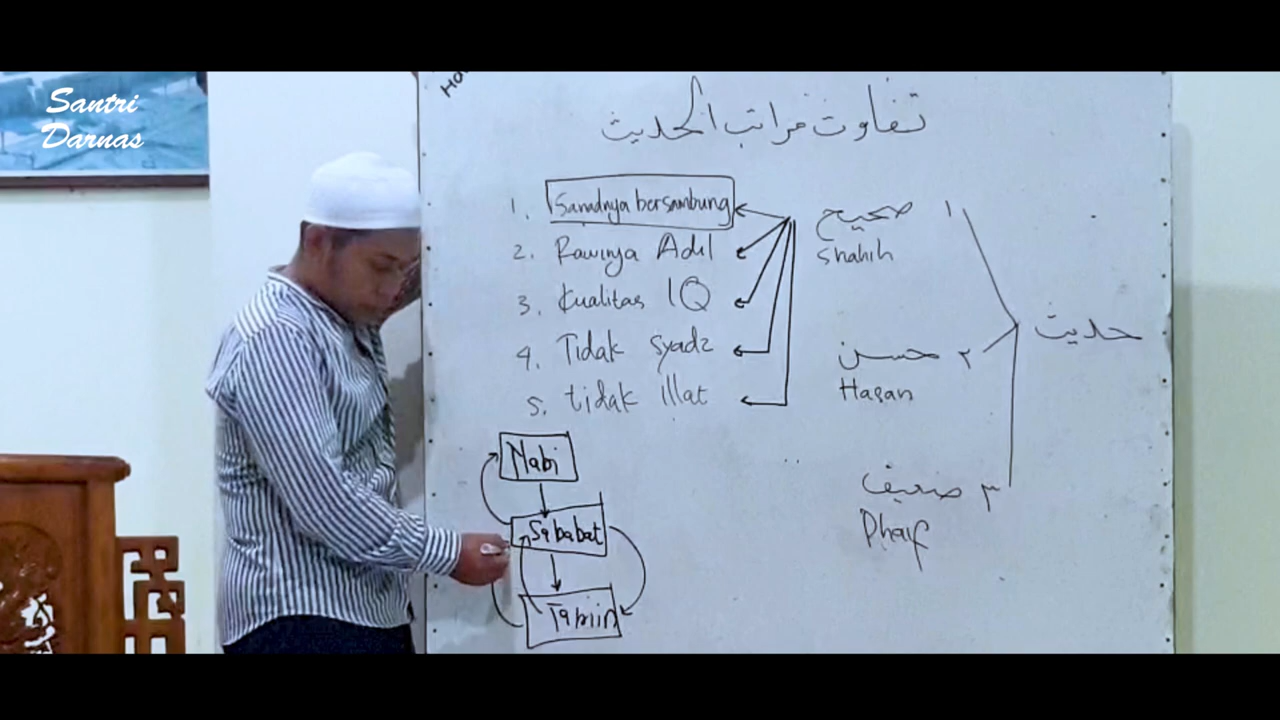 Santri
Darnas
تفاوت مراتب الحديث
1. Sanadnya bersambung
2. Rawinya Adil
3. Kualitas IQ
4. Tidak Syadz
5. tidak illat
حديث
١ صحيح
Shahih
٢ حسن
Hasan
٣ ضعيف
Dhaif
Nabi
Sahabat
Tabiin